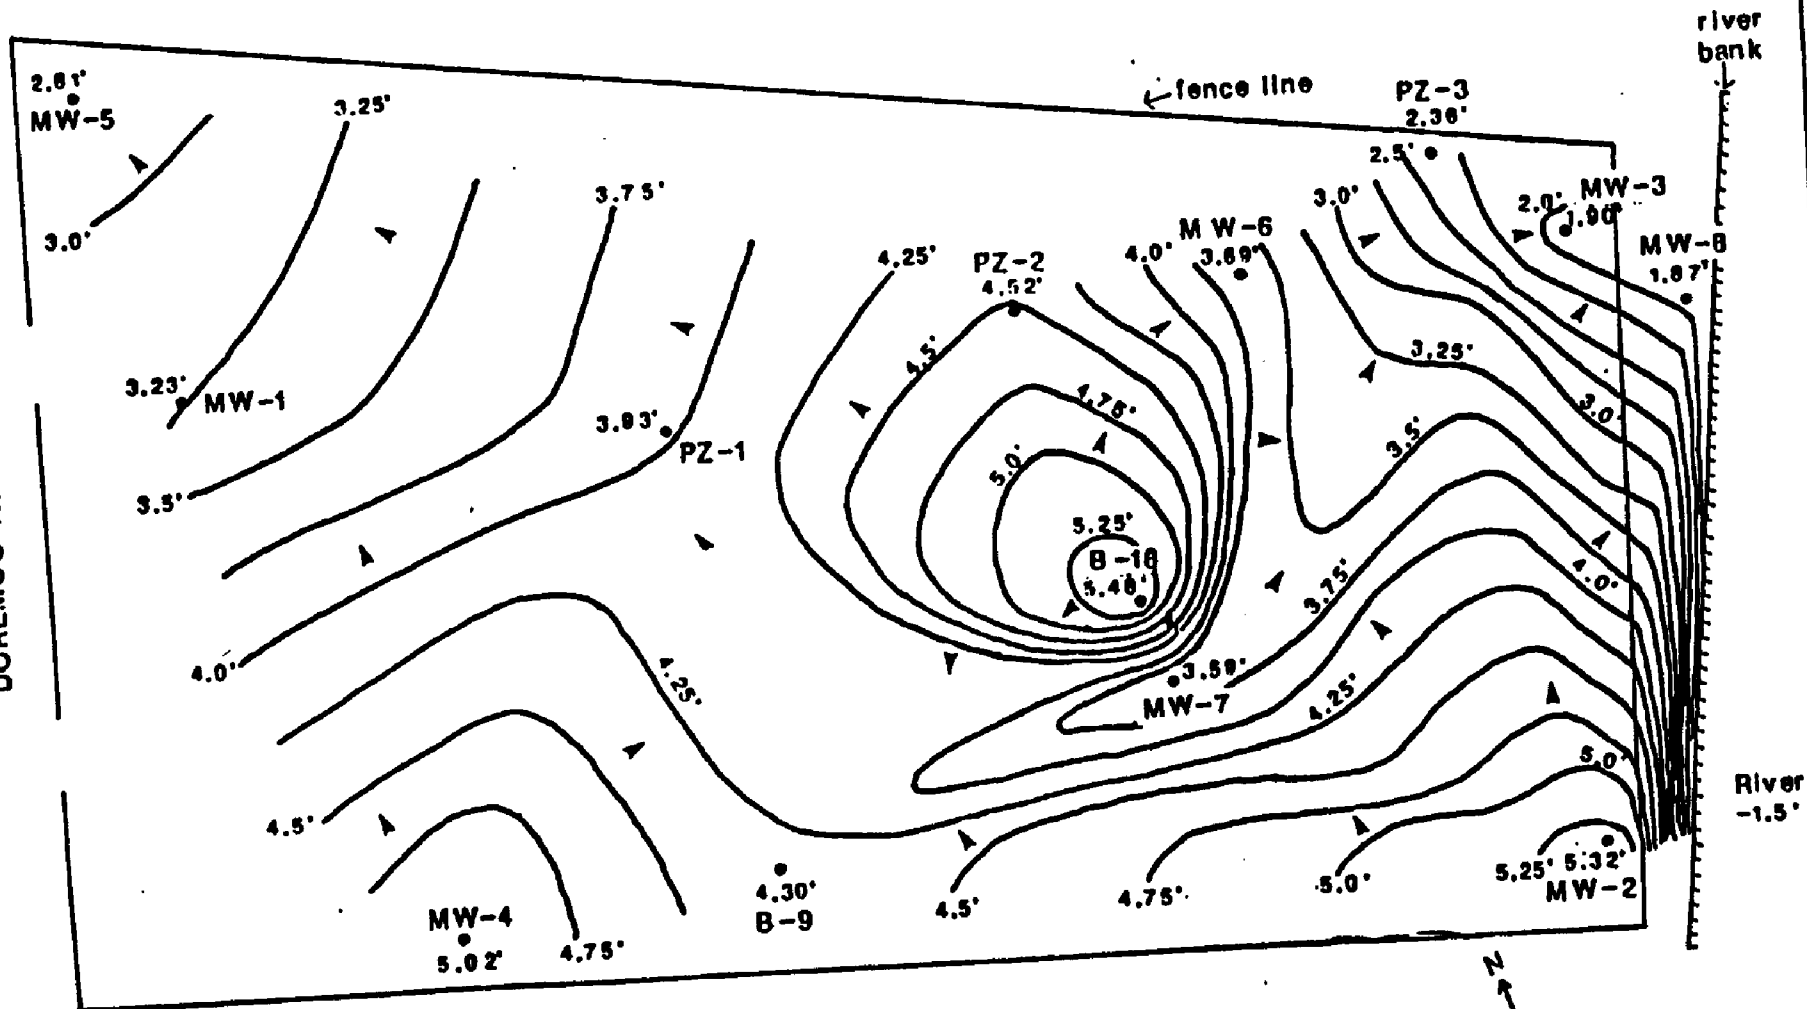 river
bank
2.61'
MW-5
3.25'
fence line
PZ-3
2.36'
2.5'
3.0'
MW-3
2.0'
1.90'
3.75'
MW-6
3.69'
MW-8
1.87'
3.0'
4.25'
PZ-2
4.52'
4.0'
3.23'
MW-1
4.5'
3.25'
4.75'
3.0'
3.93'
PZ-1
3.5'
5.0'
3.5'
5.25'
B-16
5.46'
4.0'
3.75'
4.0'
4.25'
3.59'
MW-7
4.25'
5.0'
River
-1.5'
4.5'
5.25' 5.32'
MW-2
4.30'
B-9
4.5'
4.75'
5.0'
MW-4
5.02'
4.75'
N